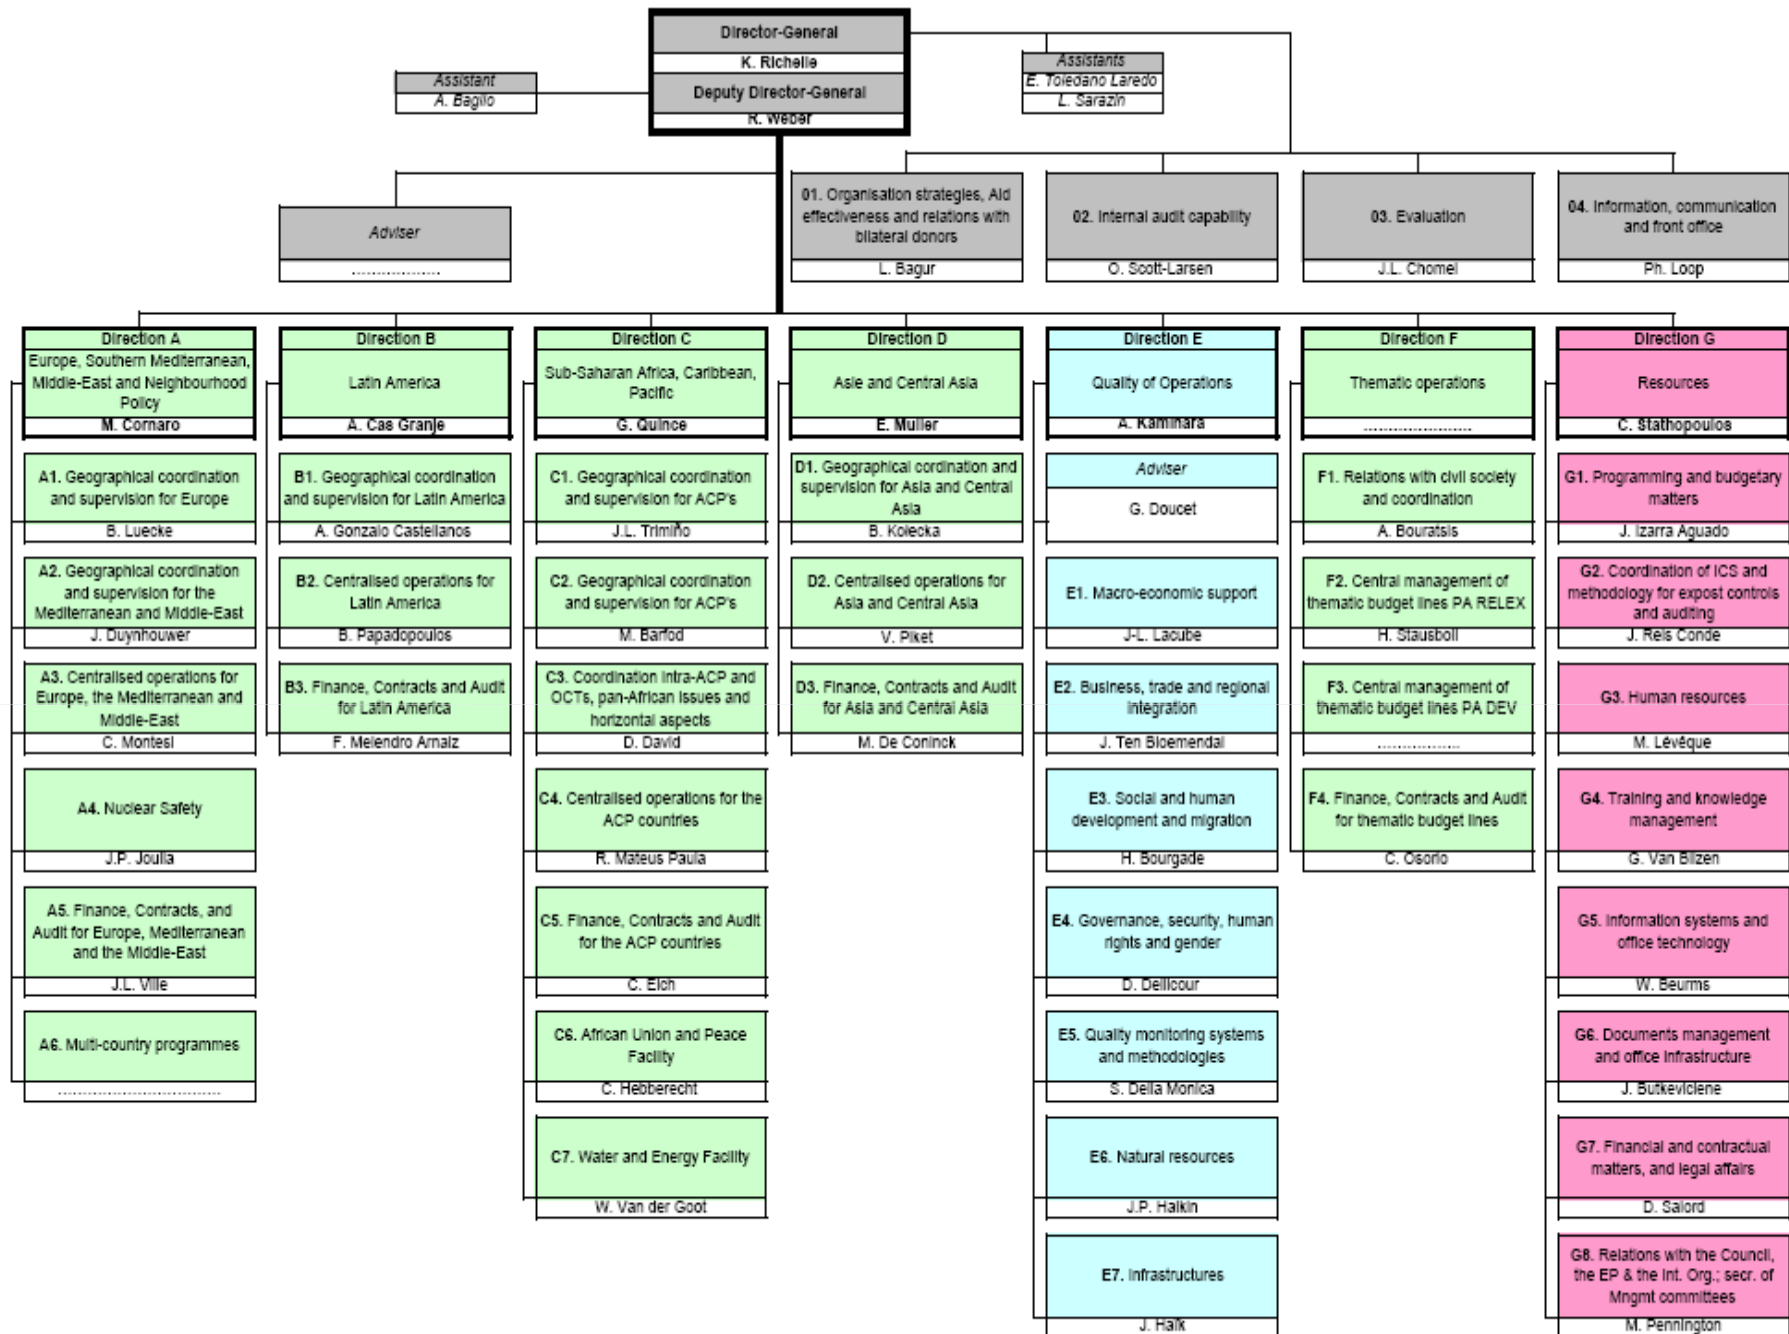 Director-General
K. Richelle
Deputy Director-General
R. Weber
Assistant
A. Baglio
Assistants
E. Toledano Laredo
L. Sarazin
Adviser
....................
01. Organisation strategies, Aid
effectiveness and relations with
bilateral donors
L. Bagur
02. Internal audit capability
O. Scott-Larsen
03. Evaluation
J.L. Chomel
04. Information, communication
and front office
Ph. Loop
Direction A
Europe, Southern Mediterranean,
Middle-East and Neighbourhood
Policy
M. Cornaro
A1. Geographical coordination
and supervision for Europe
B. Luecke
A2. Geographical coordination
and supervision for the
Mediterranean and Middle-East
J. Duynhouwer
A3. Centralised operations for
Europe, the Mediterranean and
Middle-East
C. Montesi
A4. Nuclear Safety
J.P. Joulia
A5. Finance, Contracts, and
Audit for Europe, Mediterranean
and the Middle-East
J.L. Ville
A6. Multi-country programmes
....................................
Direction B
Latin America
A. Cas Granje
B1. Geographical coordination
and supervision for Latin America
A. Gonzalo Castellanos
B2. Centralised operations for
Latin America
B. Papadopoulos
B3. Finance, Contracts and Audit
for Latin America
F. Melendro Arnaiz
Direction C
Sub-Saharan Africa, Caribbean,
Pacific
G. Quince
C1. Geographical coordination
and supervision for ACP's
J.L. Trimiño
C2. Geographical coordination
and supervision for ACP's
M. Barfod
C3. Coordination intra-ACP and
OCTs, pan-African issues and
horizontal aspects
D. David
C4. Centralised operations for the
ACP countries
R. Mateus Paula
C5. Finance, Contracts and Audit
for the ACP countries
C. Eich
C6. African Union and Peace
Facility
C. Hebberecht
C7. Water and Energy Facility
W. Van der Goot
Direction D
Asie and Central Asia
E. Muller
D1. Geographical cordination and
supervision for Asia and Central
Asia
B. Kolecka
D2. Centralised operations for
Asia and Central Asia
V. Piket
D3. Finance, Contracts and Audit
for Asia and Central Asia
M. De Coninck
Direction E
Quality of Operations
A. Kaminara
Adviser
G. Doucet
E1. Macro-economic support
J-L. Lacube
E2. Business, trade and regional
integration
J. Ten Bloemendal
E3. Social and human
development and migration
H. Bourgade
E4. Governance, security, human
rights and gender
D. Dellicour
E5. Quality monitoring systems
and methodologies
S. Della Monica
E6. Natural resources
J.P. Halkin
E7. Infrastructures
J. Halk
Direction F
Thematic operations
........................
F1. Relations with civil society
and coordination
A. Bouratsis
F2. Central management of
thematic budget lines PA RELEX
H. Stausboll
F3. Central management of
thematic budget lines PA DEV
..................
F4. Finance, Contracts and Audit
for thematic budget lines
C. Osorio
Direction G
Resources
C. Stathopoulos
G1. Programming and budgetary
matters
J. Izarra Aguado
G2. Coordination of ICS and
methodology for expost controls
and auditing
J. Reis Conde
G3. Human resources
M. Lévêque
G4. Training and knowledge
management
G. Van Bilzen
G5. Information systems and
office technology
W. Beurms
G6. Documents management
and office infrastructure
J. Butkeviciene
G7. Financial and contractual
matters, and legal affairs
D. Salord
G8. Relations with the Council,
the EP & the Int. Org.; secr. of
Mngmt committees
M. Pennington